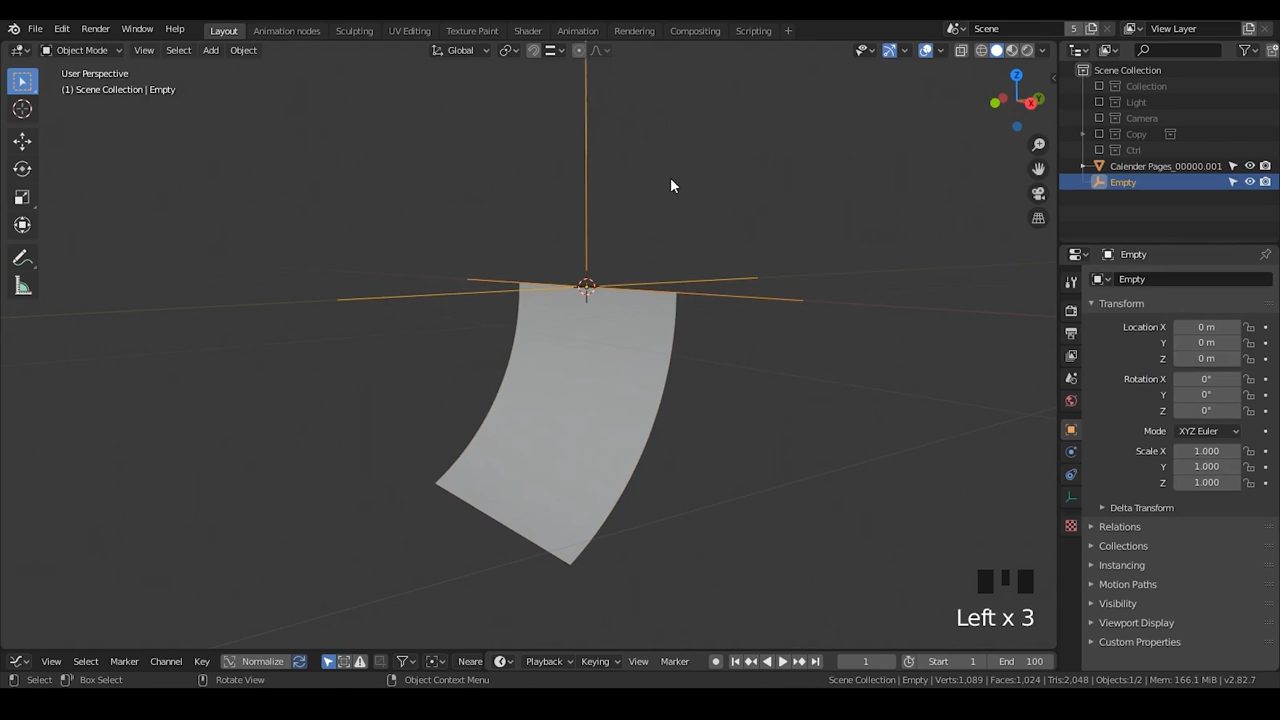 File Edit Render Window Help Layout Animation nodes Sculpting UV Editing Texture Paint Shader Animation Rendering Compositing Scripting + Scene 5 View Layer
Object Mode View Select Add Object Global
User Perspective
(1) Scene Collection | Empty
Z
X
Y
Scene Collection
Collection
Light
Camera
Copy
Ctrl
Calender Pages_00000.001
Empty
Empty
Empty
Transform
Location X 0 m
Y 0 m
Z 0 m
Rotation X 0°
Y 0°
Z 0°
Mode XYZ Euler
Scale X 1.000
Y 1.000
Z 1.000
Delta Transform
Relations
Collections
Instancing
Motion Paths
Visibility
Viewport Display
Custom Properties
Left x 3
View Select Marker Channel Key Normalize Neare Playback Keying View Marker 1 Start 1 End 100
Select Box Select Rotate View Object Context Menu Scene Collection | Empty | Verts:1,089 | Faces:1,024 | Tris:2,048 | Objects:1/2 | Mem: 166.1 MiB | v2.82.7